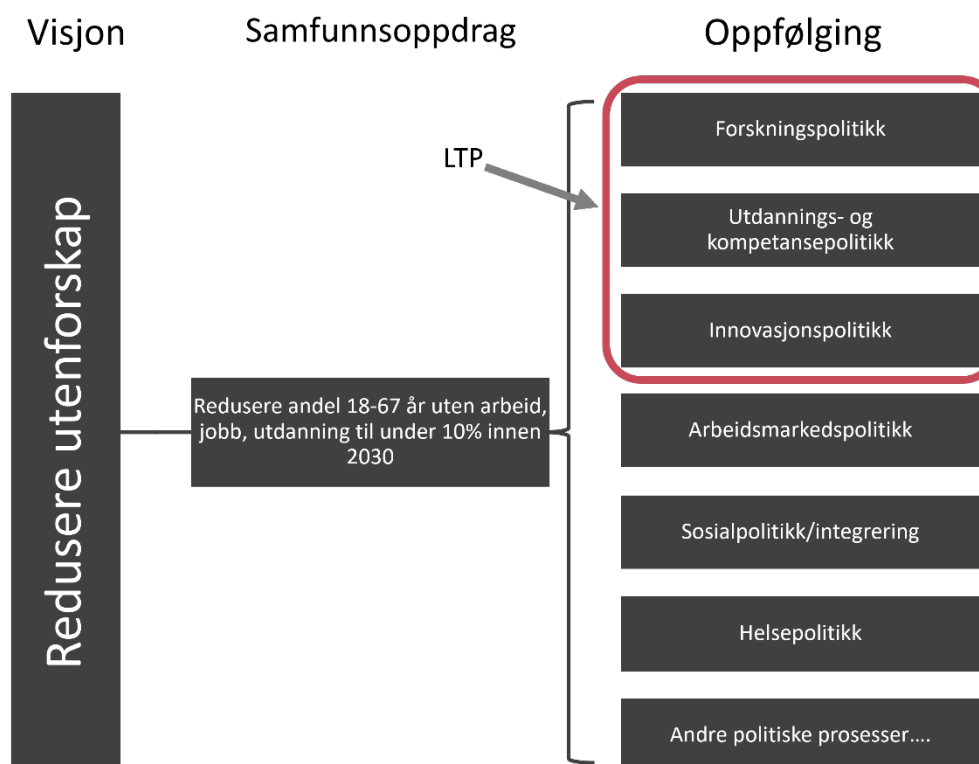 Visjon
Samfunnsoppdrag
Oppfølging
Redusere utenforskap
LTP
Redusere andel 18-67 år uten arbeid,
jobb, utdanning til under 10% innen
2030
Forskningspolitikk
Utdannings- og
kompetansepolitikk
Innovasjonspolitikk
Arbeidsmarkedspolitikk
Sosialpolitikk/integrering
Helsepolitikk
Andre politiske prosesser....